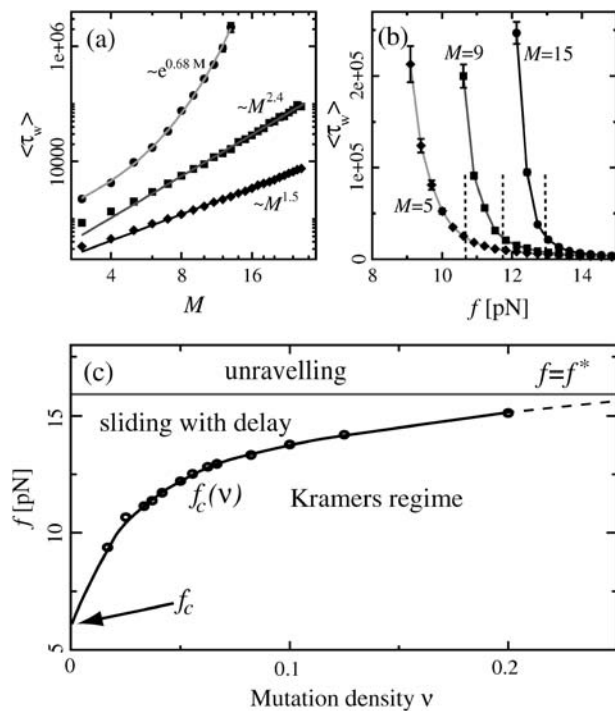 (a)
1e+06
~e^{0.68 M}
~M^{2.4}
<τ_w>
10000
~M^{1.5}
4 8 16
M
(b)
M=9 M=15
2e+05
<τ_w>
1e+05
M=5
0
8 10 12 14
f [pN]
(c)
unravelling f=f*
15
sliding with delay
f_c(ν) Kramers regime
f [pN]
10
f_c
5
0 0.1 0.2
Mutation density ν